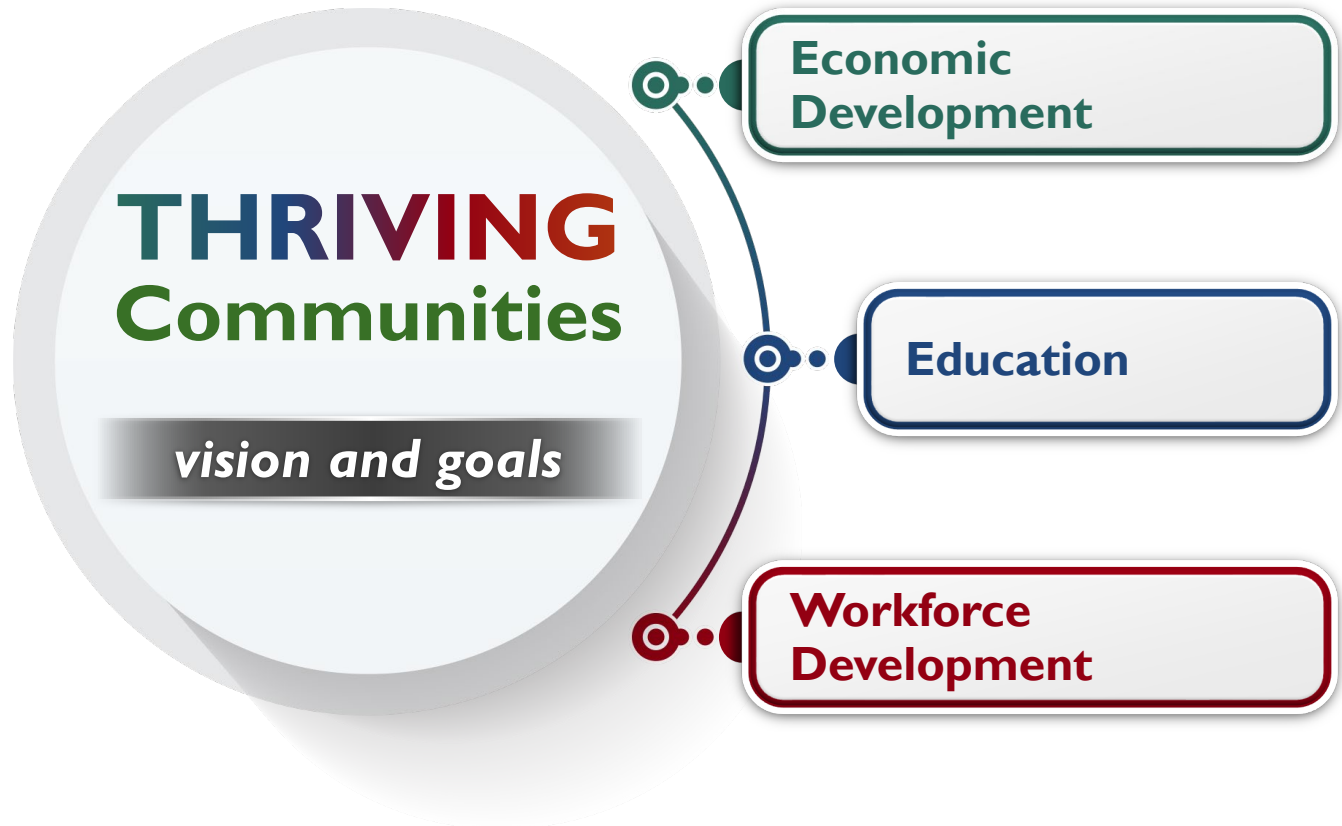 THRIVING
Communities
vision and goals
Economic
Development
Education
Workforce
Development